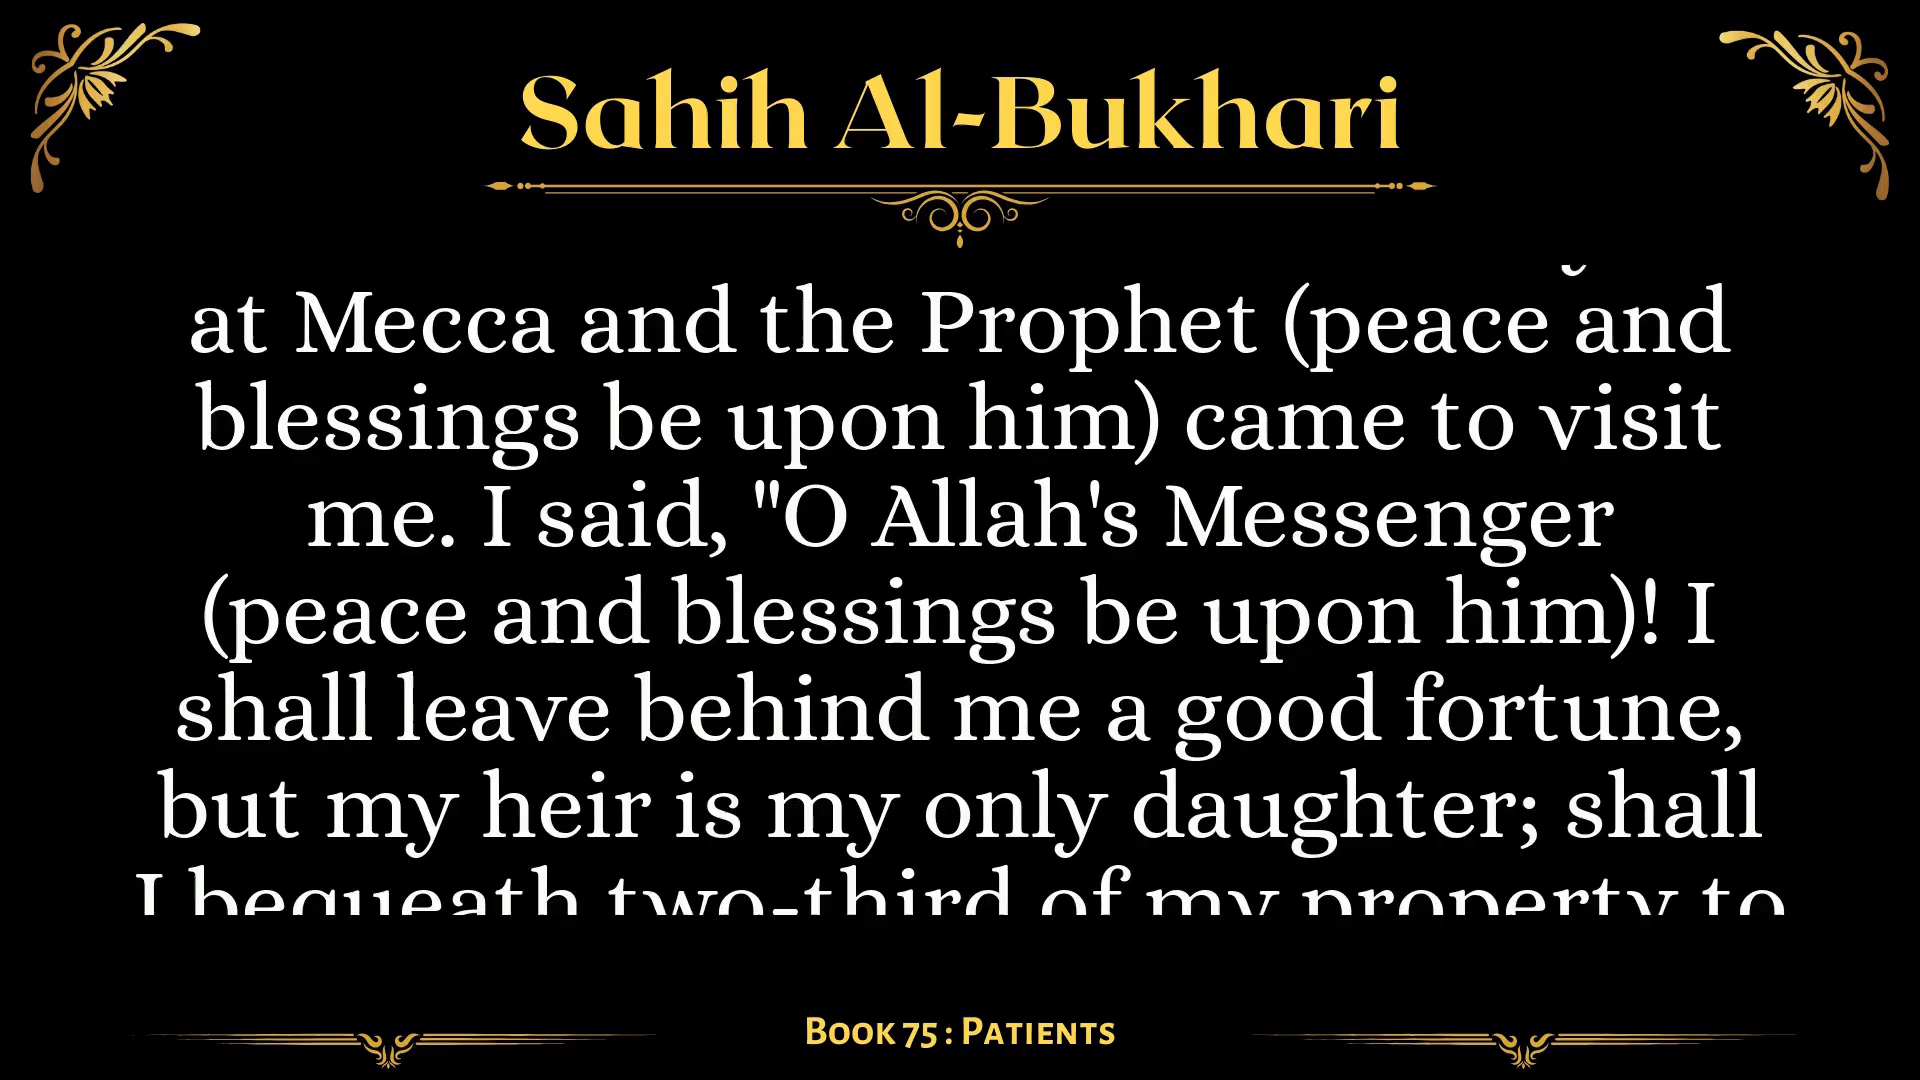 Sahih Al-Bukhari
at Mecca and the Prophet (peace and
blessings be upon him) came to visit
me. I said, "O Allah's Messenger
(peace and blessings be upon him)! I
shall leave behind me a good fortune,
but my heir is my only daughter; shall
I bequeath two-third of my property to
Book 75 : Patients